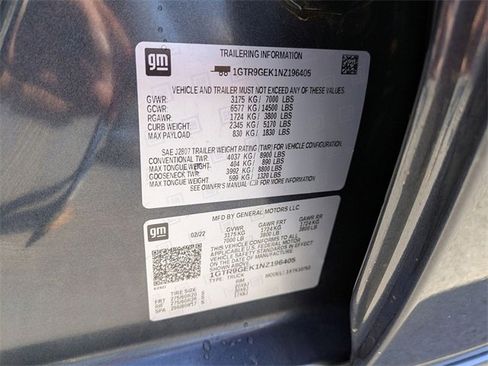 gm
TRAILERING INFORMATION
1GTR9GEK1NZ196405
VEHICLE AND TRAILER MUST NOT EXCEED ANY OF THESE
GVWR: 3175 KG/ 7000 LBS
GCWR: 6577 KG/14500 LBS
RGAWR: 1724 KG/ 3800 LBS
CURB WEIGHT: 2345 KG/ 5170 LBS
MAX PAYLOAD: 830 KG/ 1830 LBS
SAE J2807 TRAILER WEIGHT RATING (TWR) FOR VEHICLE
CONVENTIONAL TWR: 4037 KG/ 8900 LBS
MAX TONGUE WEIGHT: 404 KG/ 890 LBS
GOOSENECK TWR: 3992 KG/ 8800 LBS
MAX TONGUE WEIGHT: 599 KG/ 1320 LBS
SEE OWNER'S MANUAL FOR MORE INFORMATION
gm
MFD BY GENERAL MOTORS LLC
02/22
GVWR GAWR FRT GAWR RR
3175 KG 1724 KG 1724 KG
7000 LB 3800 LB 3800 LB
1GTR9GEK1NZ196405
TYPE: TRUCK MODEL:
TIRE SIZE RIM
FRT
RR
SPA